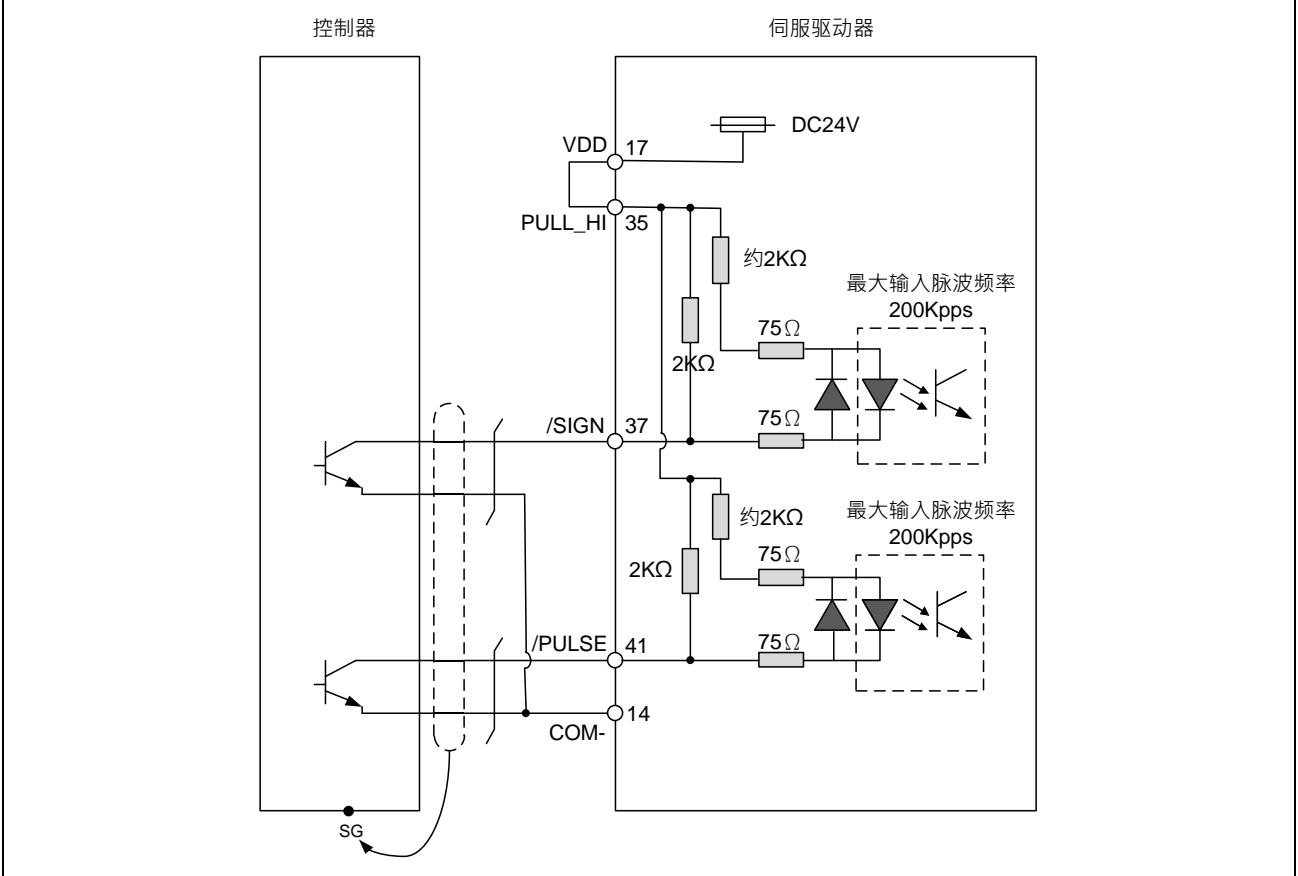 控制器
伺服驱动器
DC24V
VDD
17
PULL_HI
35
约2KΩ
最大输入脉波频率
200Kpps
75Ω
2KΩ
75Ω
/SIGN
37
约2KΩ
最大输入脉波频率
200Kpps
75Ω
2KΩ
75Ω
/PULSE
41
14
COM-
SG